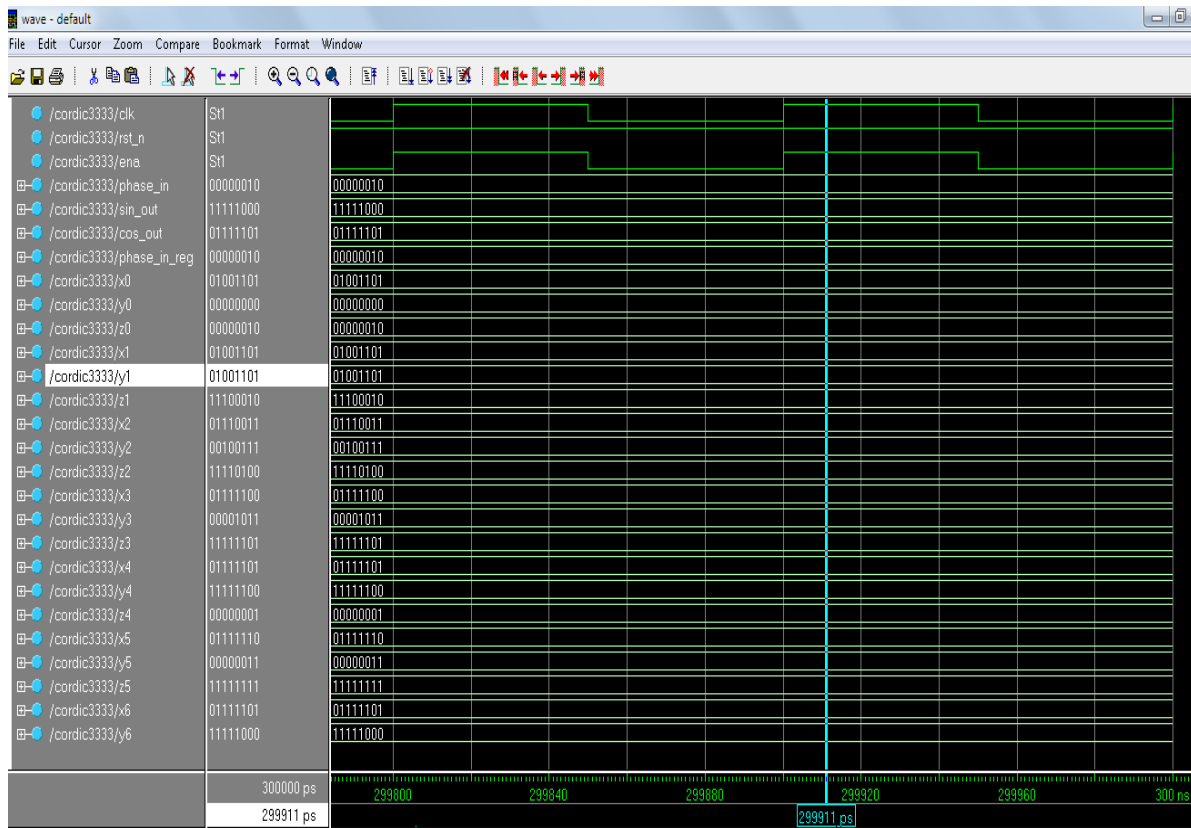 wave - default
File Edit Cursor Zoom Compare Bookmark Format Window
/cordic3333/clk St1
/cordic3333/rst_n St1
/cordic3333/ena St1
/cordic3333/phase_in 00000010 00000010
/cordic3333/sin_out 11111000 11111000
/cordic3333/cos_out 01111101 01111101
/cordic3333/phase_in_reg 00000010 00000010
/cordic3333/x0 01001101 01001101
/cordic3333/y0 00000000 00000000
/cordic3333/z0 00000010 00000010
/cordic3333/x1 01001101 01001101
/cordic3333/y1 01001101 01001101
/cordic3333/z1 11100010 11100010
/cordic3333/x2 01110011 01110011
/cordic3333/y2 00100111 00100111
/cordic3333/z2 11110100 11110100
/cordic3333/x3 01111100 01111100
/cordic3333/y3 00001011 00001011
/cordic3333/z3 11111101 11111101
/cordic3333/x4 01111101 01111101
/cordic3333/y4 11111100 11111100
/cordic3333/z4 00000001 00000001
/cordic3333/x5 01111110 01111110
/cordic3333/y5 00000011 00000011
/cordic3333/z5 11111111 11111111
/cordic3333/x6 01111101 01111101
/cordic3333/y6 11111000 11111000
300000 ps 299800 299840 299880 299920 299960 300 ns
299911 ps 299911 ps